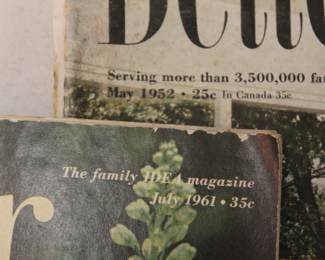 Bette
Serving more than 3,500,000 fa
May 1952 • 25c In Canada 35c
The family IDEA magazine
July 1961 • 35c
r